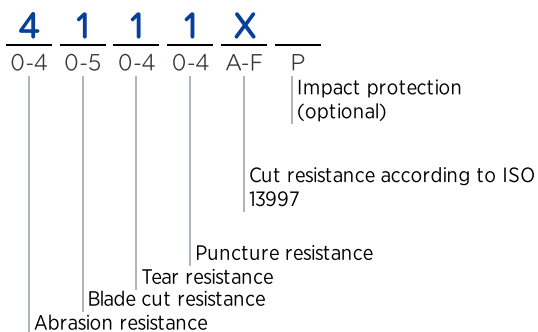 4 1 1 1 X
0-4 0-5 0-4 0-4 A-F P
Impact protection
(optional)
Cut resistance according to ISO
13997
Puncture resistance
Tear resistance
Blade cut resistance
Abrasion resistance